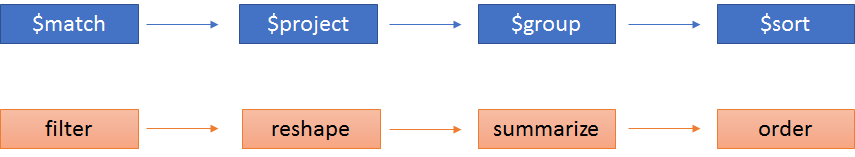 $match $project $group $sort
filter reshape summarize order